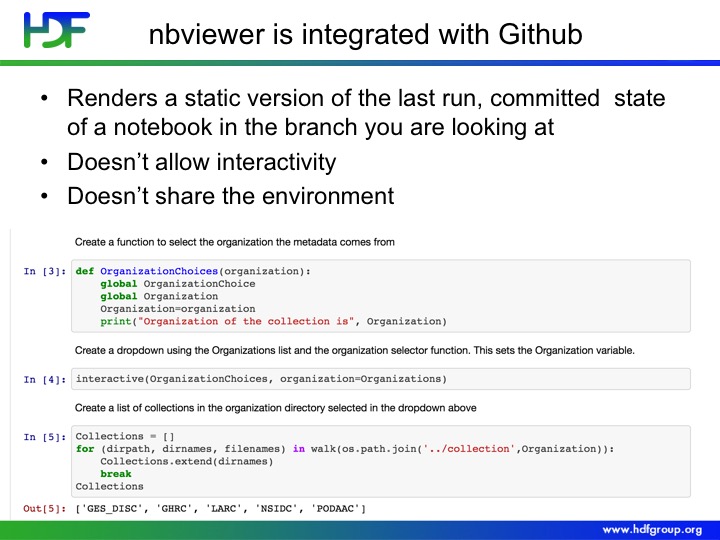 HDF
nbviewer is integrated with Github
• Renders a static version of the last run, committed  state
of a notebook in the branch you are looking at
• Doesn’t allow interactivity
• Doesn’t share the environment
Create a function to select the organization the metadata comes from
In [3]: def OrganizationChoices(organization):
    global OrganizationChoice
    global Organization
    Organization=organization
    print("Organization of the collection is", Organization)
Create a dropdown using the Organizations list and the organization selector function. This sets the Organization variable.
In [4]: interactive(OrganizationChoices, organization=Organizations)
Create a list of collections in the organization directory selected in the dropdown above
In [5]: Collections = []
for (dirpath, dirnames, filenames) in walk(os.path.join('../collection',Organization)):
    Collections.extend(dirnames)
    break
Collections
Out[5]: ['GES_DISC', 'GHRC', 'LARC', 'NSIDC', 'PODAAC']
www.hdfgroup.org